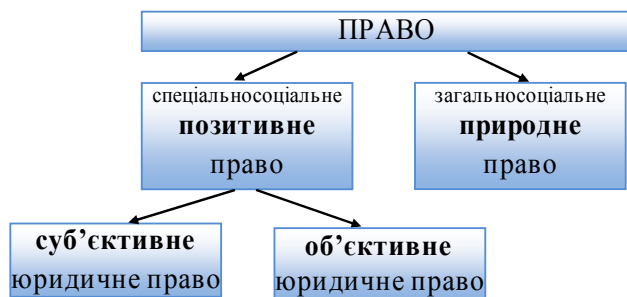 ПРАВО
спеціальносоціальне
позитивне
право
загальносоціальне
природне
право
суб’єктивне
юридичне право
об’єктивне
юридичне право